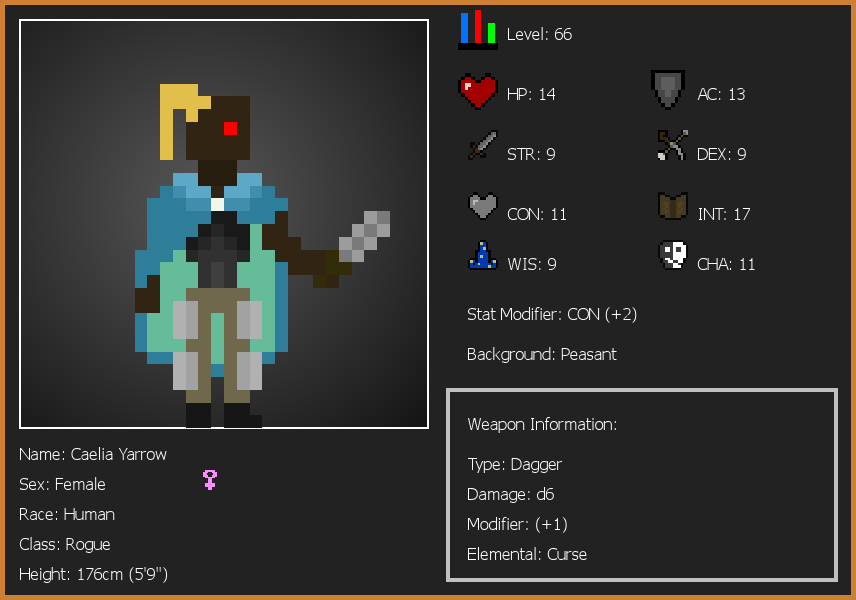 Level: 66
HP: 14
AC: 13
STR: 9
DEX: 9
CON: 11
INT: 17
WIS: 9
CHA: 11
Stat Modifier: CON (+2)
Background: Peasant
Weapon Information:
Type: Dagger
Damage: d6
Modifier: (+1)
Elemental: Curse
Name: Caelia Yarrow
Sex: Female
Race: Human
Class: Rogue
Height: 176cm (5'9")